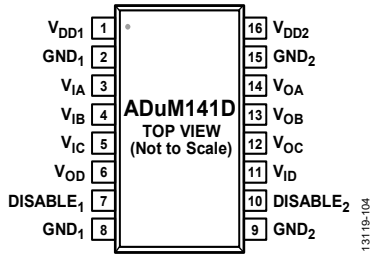 VDD1 1 16 VDD2
GND1 2 15 GND2
VIA 3 14 VOA
VIB 4 ADuM141D 13 VOB
TOP VIEW
VIC 5 (Not to Scale) 12 VOC
VOD 6 11 VID
DISABLE1 7 10 DISABLE2
GND1 8 9 GND2
13119-104